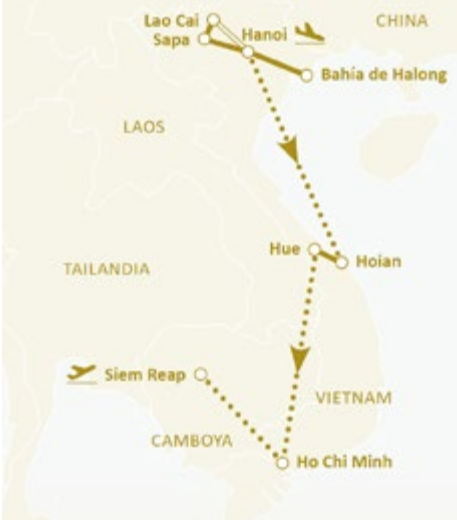 Lao Cai
CHINA
Sapa
Hanoi
Bahía de Halong
LAOS
Hue
Hoian
TAILANDIA
Siem Reap
VIETNAM
CAMBOYA
Ho Chi Minh